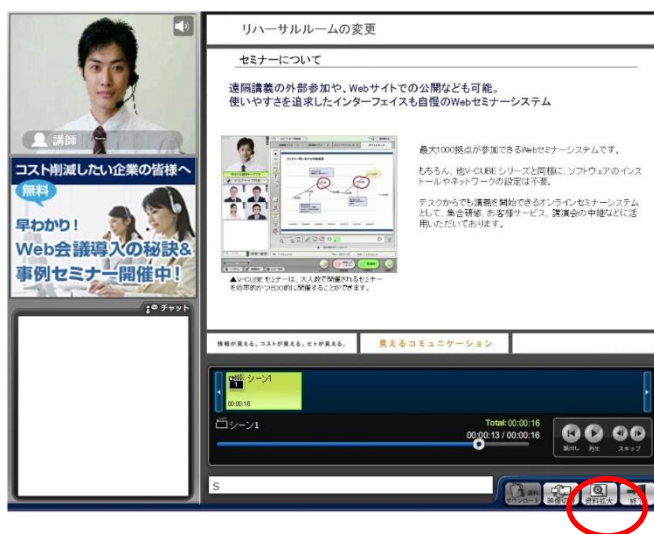 リハーサルルームの変更
セミナーについて
遠隔講義の外部参加や、Webサイトでの公開なども可能。
使いやすさを追求したインターフェイスも自慢のWebセミナーシステム
講師
コスト削減したい企業の皆様へ
無料
早わかり!
Web会議導入の秘訣&
事例セミナー開催中!
チャット
最大1000拠点が参加できるWebセミナーシステムです。
もちろん、他V-CUBE シリーズと同様に、ソフトウェアのインス
トールやネットワークの設定は不要。
デスクからでも講義を開始できるオンラインセミナーシステム
として、集合研修、お客様サービス、講演会の中継などに活
用いただいております。
▲V-CUBE セミナーは、大人数で開催されるセミナー
を効率的かつECO的に開催することができます。
情報が見える、コストが見える、ヒトが見える。
見えるコミュニケーション
1
シーン1
00:00:16
シーン1
Total: 00:00:16
00:00:13 / 00:00:16
頭出し
再生
スキップ
S
資料
ダウンロード
資料拡大
終了